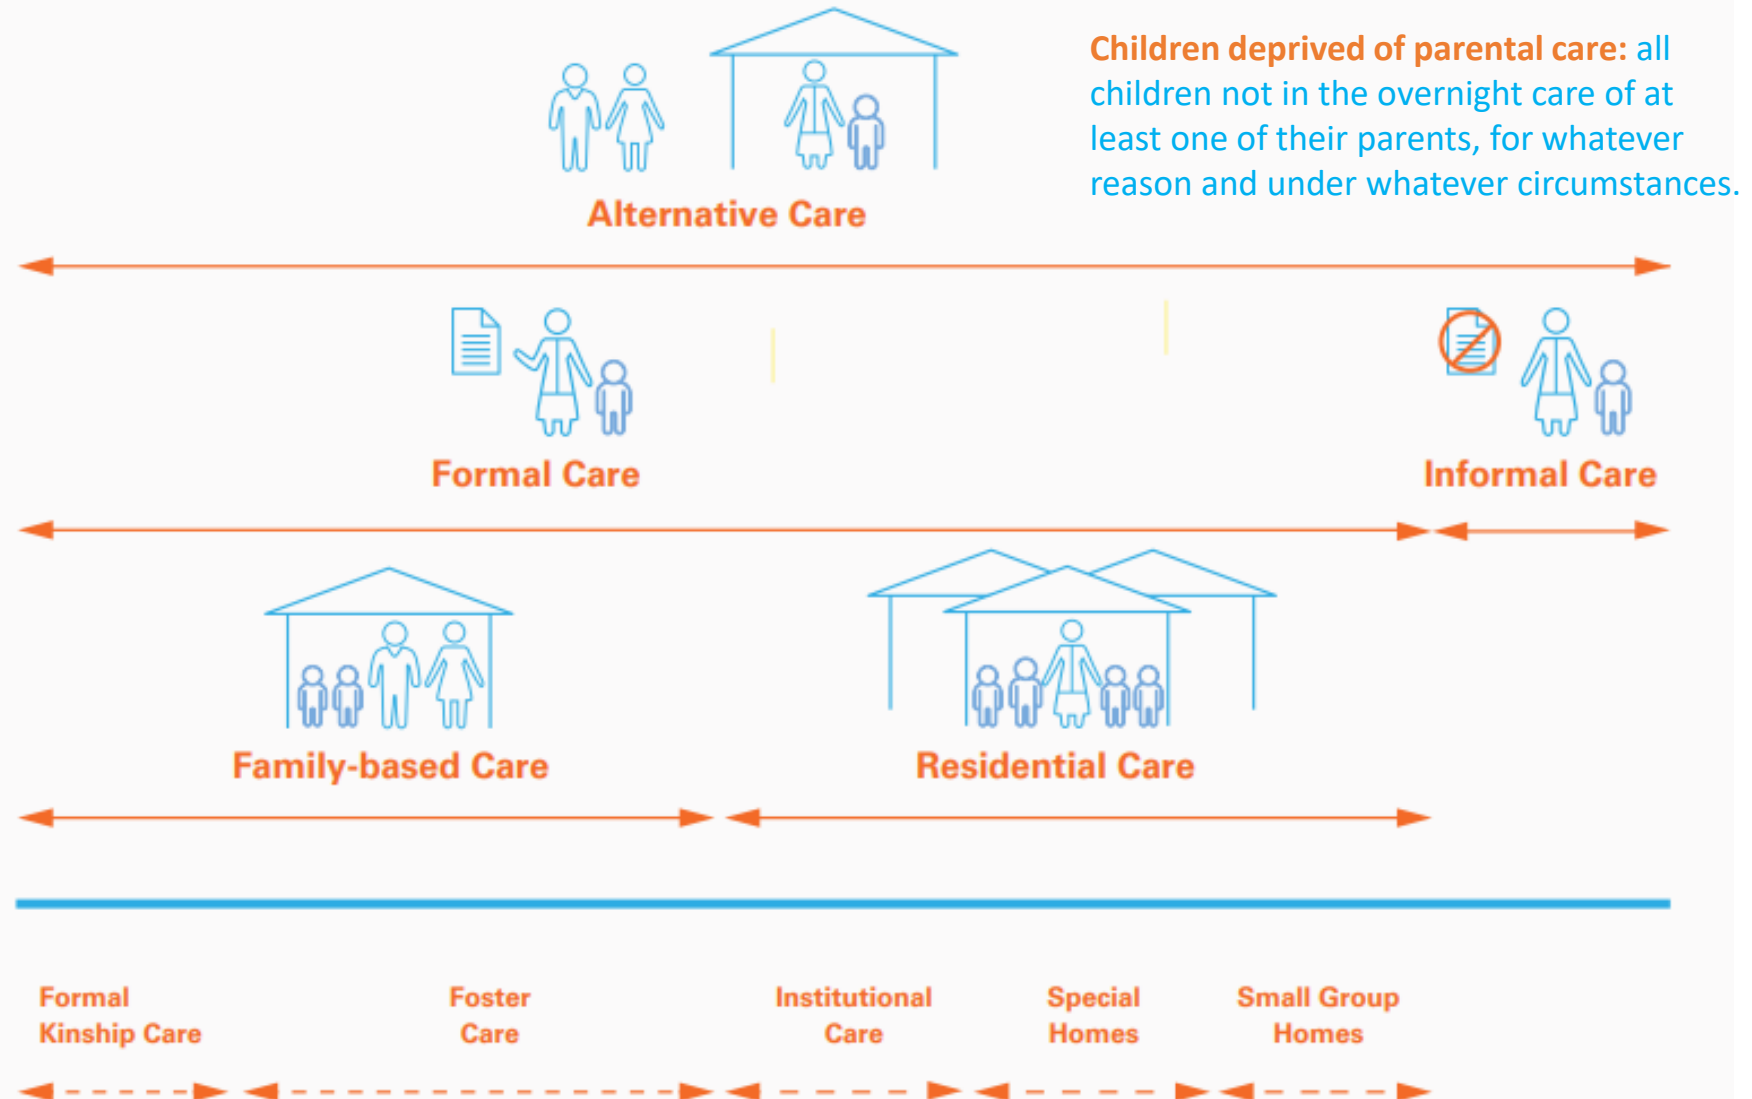 Children deprived of parental care: all
children not in the overnight care of at
least one of their parents, for whatever
reason and under whatever circumstances.
Alternative Care
Formal Care
Informal Care
Family-based Care
Residential Care
Formal
Kinship Care
Foster
Care
Institutional
Care
Special
Homes
Small Group
Homes